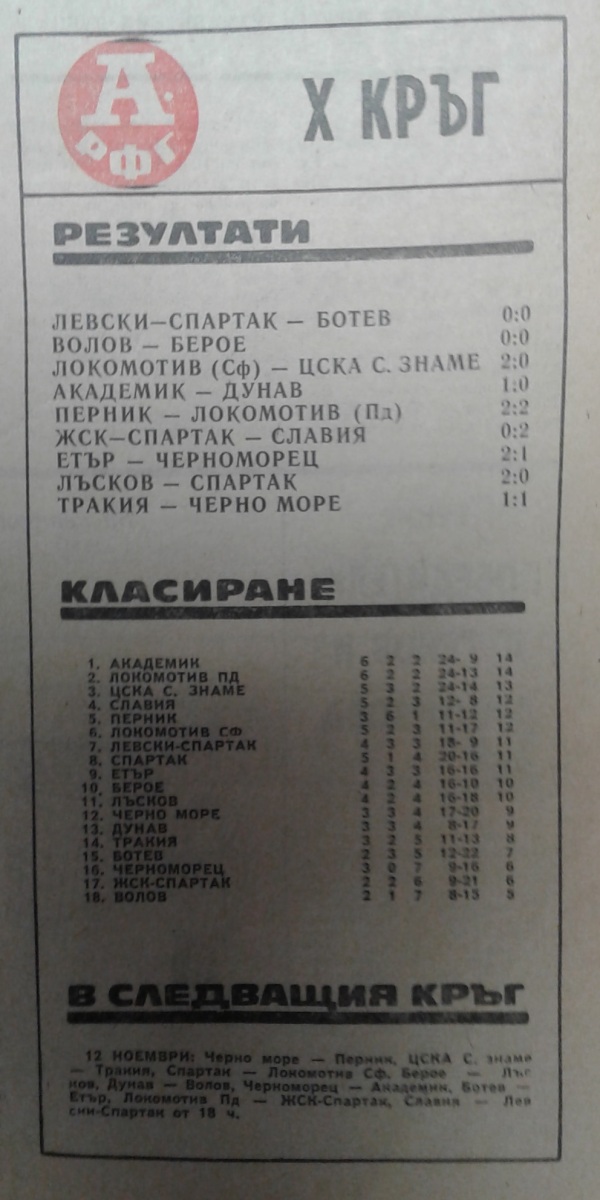 А
РФГ
X КРЪГ
РЕЗУЛТАТИ
ЛЕВСКИ—СПАРТАК — БОТЕВ 0:0
ВОЛОВ — БЕРОЕ 0:0
ЛОКОМОТИВ (Сф) — ЦСКА С. ЗНАМЕ 2:0
АКАДЕМИК — ДУНАВ 1:0
ПЕРНИК — ЛОКОМОТИВ (Пд) 2:2
ЖСК—СПАРТАК — СЛАВИЯ 0:2
ЕТЪР — ЧЕРНОМОРЕЦ 2:1
ЛЪСКОВ — СПАРТАК 2:0
ТРАКИЯ — ЧЕРНО МОРЕ 1:1
КЛАСИРАНЕ
1. АКАДЕМИК 6 2 2 24- 9 14
2. ЛОКОМОТИВ ПД 6 2 2 24-13 14
3. ЦСКА С. ЗНАМЕ 5 3 2 24-14 13
4. СЛАВИЯ 5 2 3 12- 8 12
5. ПЕРНИК 3 6 1 11-12 12
6. ЛОКОМОТИВ СФ 5 2 3 11-17 12
7. ЛЕВСКИ-СПАРТАК 4 3 3 18- 9 11
8. СПАРТАК 5 1 4 20-16 11
9. ЕТЪР 4 3 3 16-16 11
10. БЕРОЕ 4 2 4 16-10 10
11. ЛЪСКОВ 4 2 4 16-18 10
12. ЧЕРНО МОРЕ 3 3 4 17-20 9
13. ДУНАВ 3 3 4 8-17 9
14. ТРАКИЯ 3 2 5 11-13 8
15. БОТЕВ 2 3 5 12-22 7
16. ЧЕРНОМОРЕЦ 3 0 7 9-16 6
17. ЖСК-СПАРТАК 2 2 6 9-21 6
18. ВОЛОВ 2 1 7 8-15 5
В СЛЕДВАЩИЯ КРЪГ
12 НОЕМВРИ: Черно море — Перник, ЦСКА С. знаме
— Тракия, Спартак — Локомотив Сф, Берое — Лъс
ков, Дунав — Волов, Черноморец — Академик, Ботев —
Етър, Локомотив Пд — ЖСК-Спартак, Славия — Лев
ски-Спартак от 18 ч.